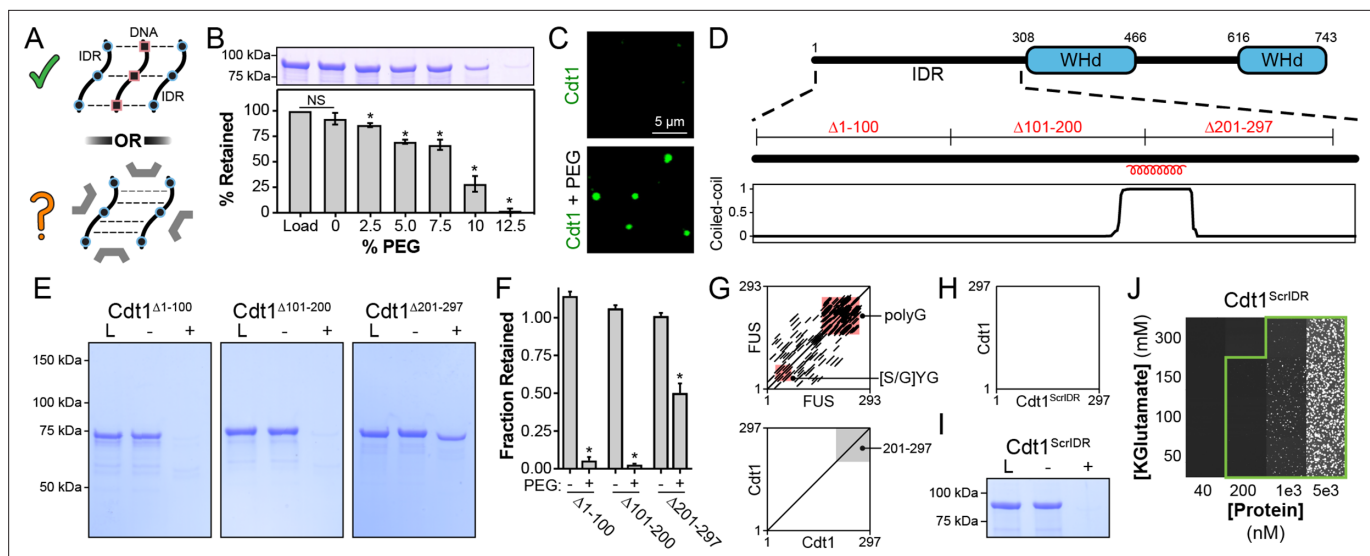 A
DNA
IDR
IDR
OR
?
B
100 kDa
75 kDa
NS
* * * * *
100
75
50
25
0
% Retained
Load 0 2.5 5.0 7.5 10 12.5
% PEG
C
Cdt1
5 µm
Cdt1 + PEG
D
1 308 466 616 743
WHd WHd
IDR
Δ1-100 Δ101-200 Δ201-297
1
0.5
0
Coiled-coil
E
Cdt1Δ1-100 Cdt1Δ101-200 Cdt1Δ201-297
L - + L - + L - +
150 kDa
100 kDa
75 kDa
50 kDa
F
Fraction Retained
1.00
0.75
0.50
0.25
0.00
* * *
PEG: - + - + - +
Δ1-100 Δ101-200 Δ201-297
G
293
FUS
polyG
[S/G]YG
1
1 FUS 293
297
Cdt1
201-297
1
1 Cdt1 297
H
297
Cdt1
1
1 Cdt1ScrIDR 297
I
Cdt1ScrIDR
L - +
100 kDa
75 kDa
J
Cdt1ScrIDR
[KGlutamate] (mM)
300
150
100
50
40 200 1e3 5e3
[Protein]
(nM)